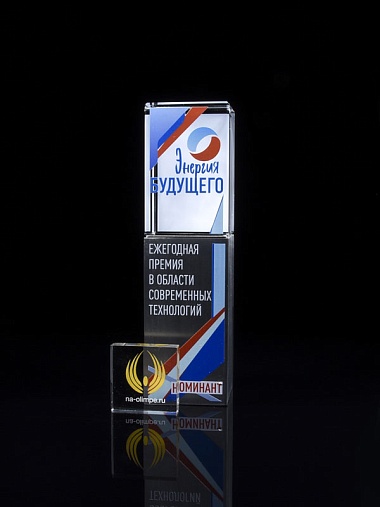 Энергия
БУДУЩЕГО
ЕЖЕГОДНАЯ
ПРЕМИЯ
В ОБЛАСТИ
СОВРЕМЕННЫХ
ТЕХНОЛОГИЙ
НОМИНАНТ
na-olimpe.ru